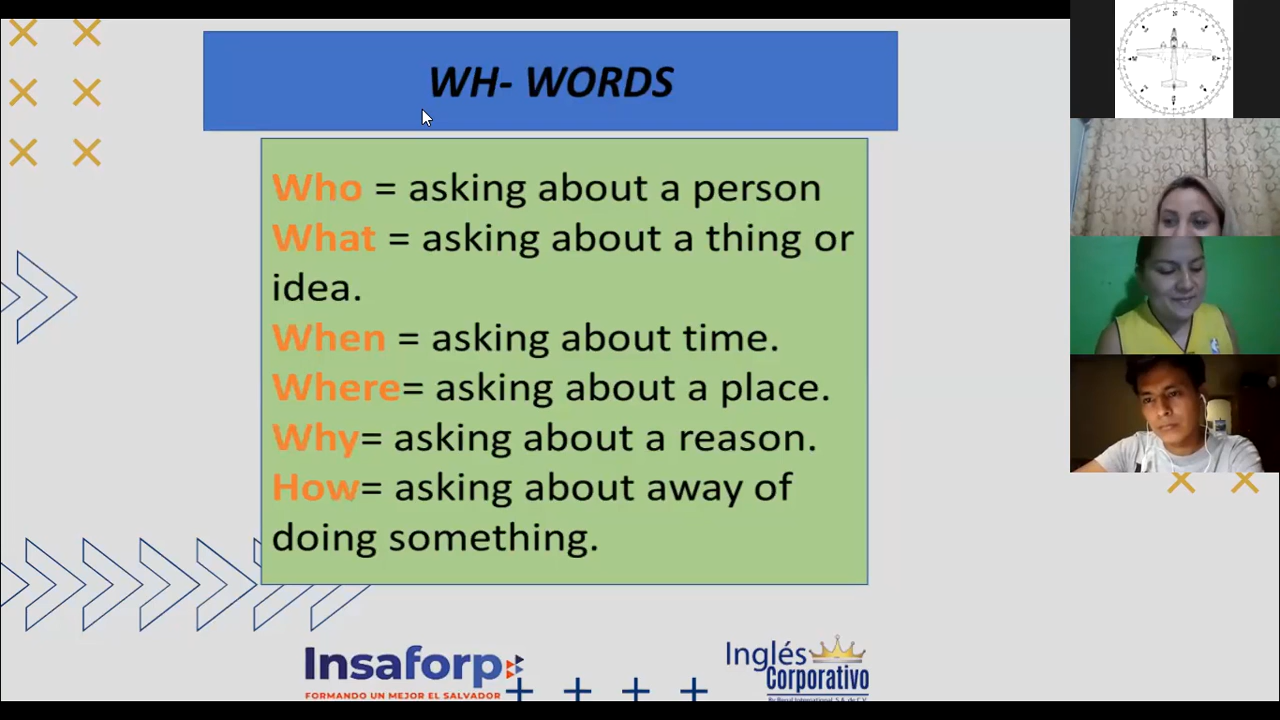 WH- WORDS
Who = asking about a person
What = asking about a thing or
idea.
When = asking about time.
Where= asking about a place.
Why= asking about a reason.
How= asking about away of
doing something.
Insaforp
FORMANDO UN MEJOR EL SALVADOR
Inglés
Corporativo